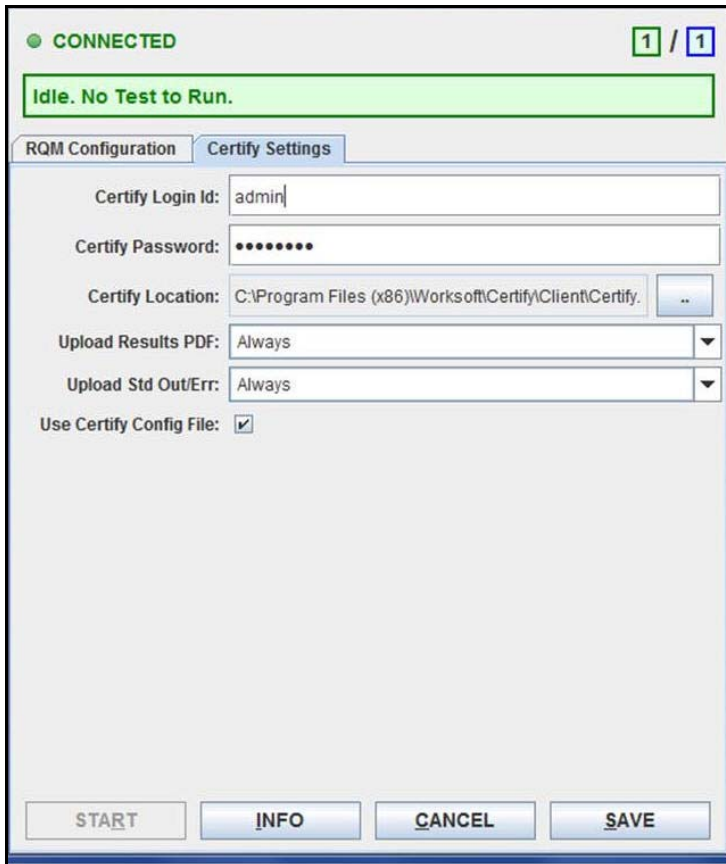 CONNECTED
1 / 1
Idle. No Test to Run.
RQM Configuration Certify Settings
Certify Login Id: admin
Certify Password: ••••••••
Certify Location: C:\Program Files (x86)\Worksoft\Certify\Client\Certify. ..
Upload Results PDF: Always
Upload Std Out/Err: Always
Use Certify Config File:
START INFO CANCEL SAVE